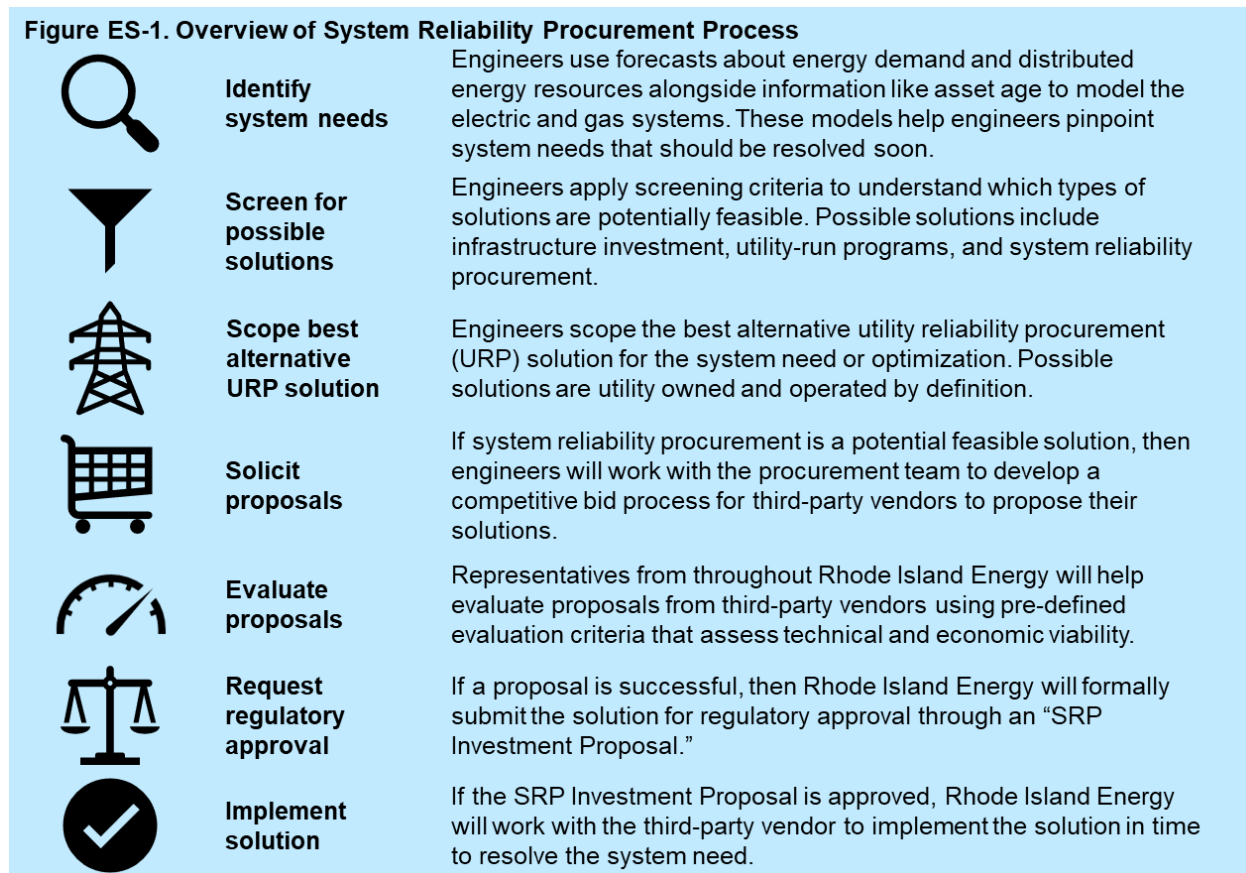 Figure ES-1. Overview of System Reliability Procurement Process
Identify
system needs
Engineers use forecasts about energy demand and distributed
energy resources alongside information like asset age to model the
electric and gas systems. These models help engineers pinpoint
system needs that should be resolved soon.
Screen for
possible
solutions
Engineers apply screening criteria to understand which types of
solutions are potentially feasible. Possible solutions include
infrastructure investment, utility-run programs, and system reliability
procurement.
Scope best
alternative
URP solution
Engineers scope the best alternative utility reliability procurement
(URP) solution for the system need or optimization. Possible
solutions are utility owned and operated by definition.
Solicit
proposals
If system reliability procurement is a potential feasible solution, then
engineers will work with the procurement team to develop a
competitive bid process for third-party vendors to propose their
solutions.
Evaluate
proposals
Representatives from throughout Rhode Island Energy will help
evaluate proposals from third-party vendors using pre-defined
evaluation criteria that assess technical and economic viability.
Request
regulatory
approval
If a proposal is successful, then Rhode Island Energy will formally
submit the solution for regulatory approval through an “SRP
Investment Proposal.”
Implement
solution
If the SRP Investment Proposal is approved, Rhode Island Energy
will work with the third-party vendor to implement the solution in time
to resolve the system need.